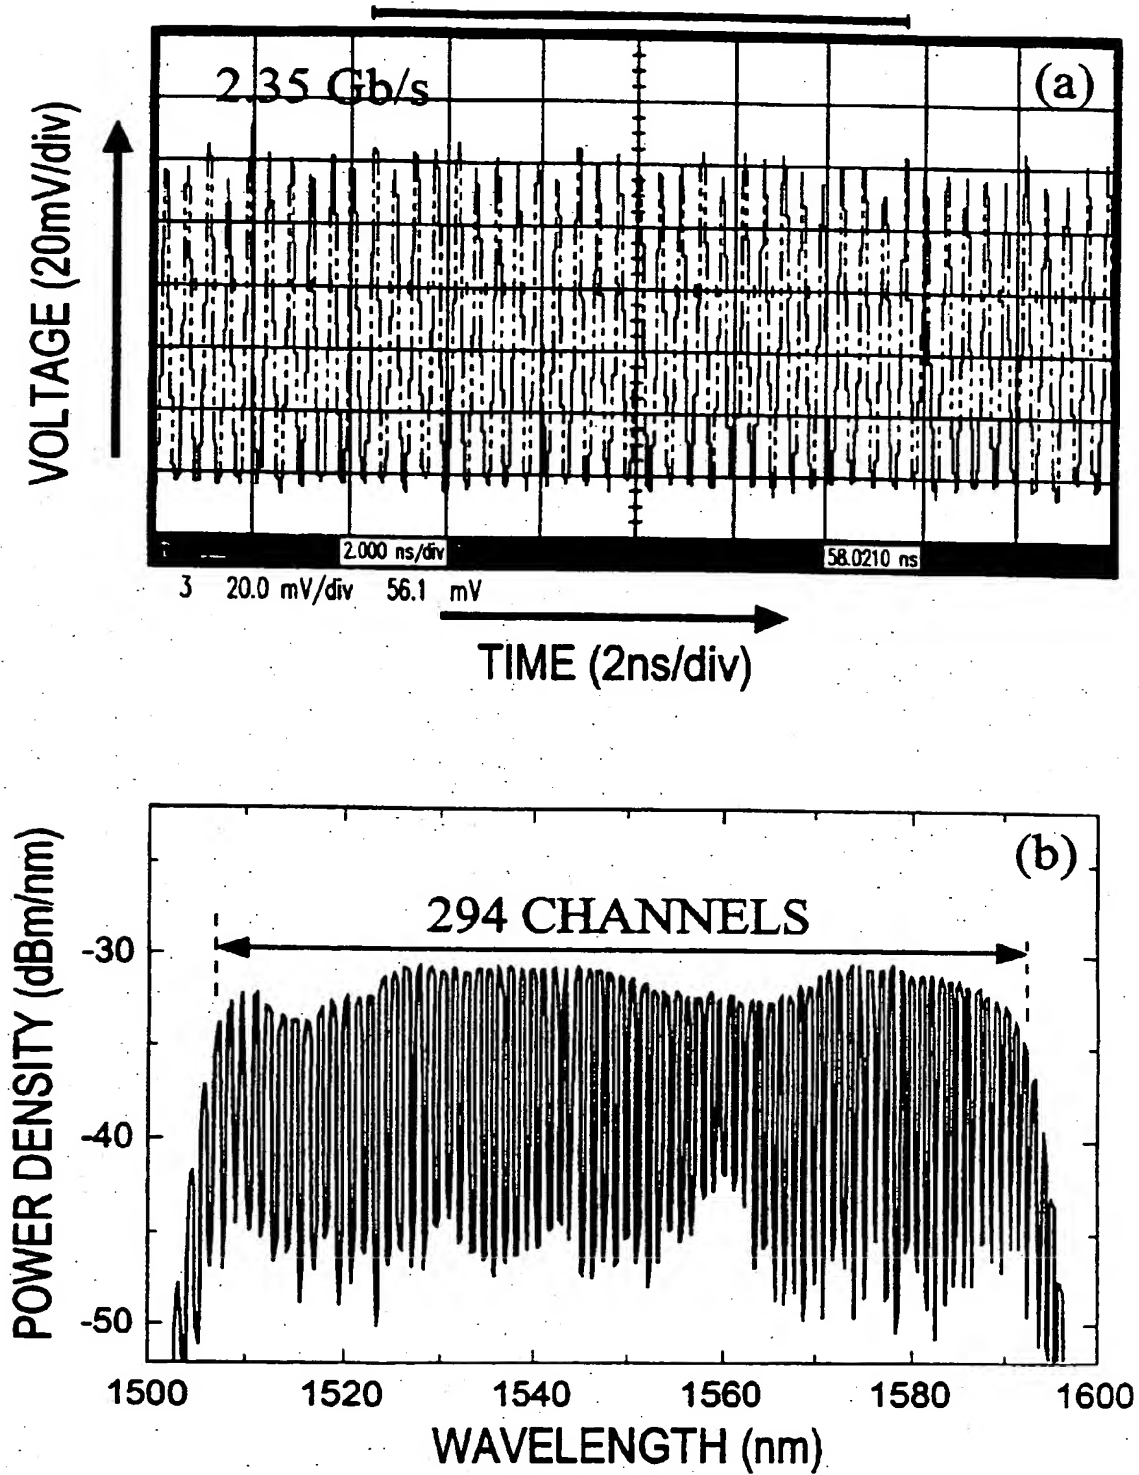 2.35 Gb/s
(a)
VOLTAGE (20mV/div)
2.000 ns/div
58.0210 ns
3 20.0 mV/div 56.1 mV
TIME (2ns/div)
(b)
294 CHANNELS
POWER DENSITY (dBm/nm)
-30
-40
-50
1500 1520 1540 1560 1580 1600
WAVELENGTH (nm)